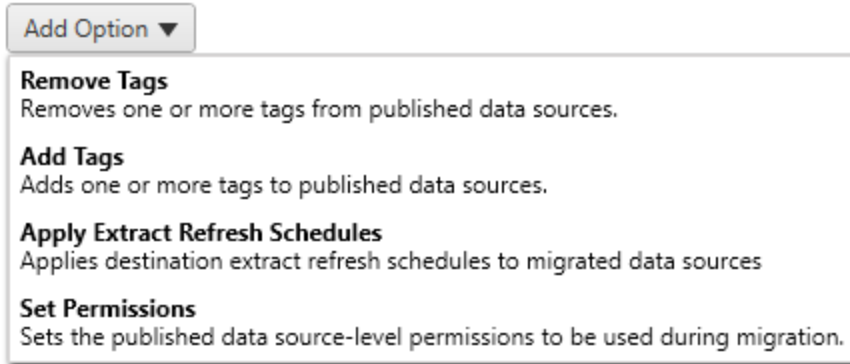 Add Option ▼
Remove Tags
Removes one or more tags from published data sources.
Add Tags
Adds one or more tags to published data sources.
Apply Extract Refresh Schedules
Applies destination extract refresh schedules to migrated data sources
Set Permissions
Sets the published data source-level permissions to be used during migration.